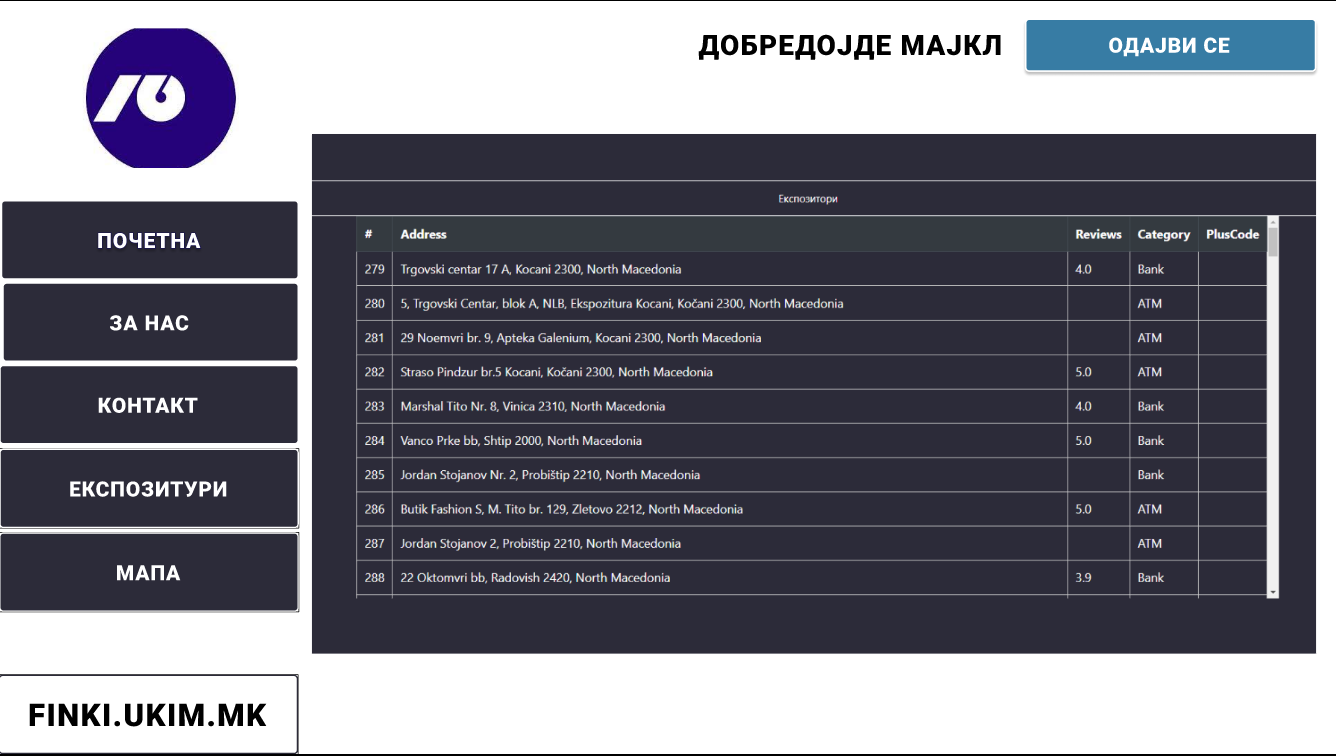 ДОБРЕДОЈДЕ МАЈКЛ ОДАЈВИ СЕ
ПОЧЕТНА
ЗА НАС
КОНТАКТ
ЕКСПОЗИТУРИ
МАПА
FINKI.UKIM.MK
Експозитори
# Address Reviews Category PlusCode
279 Trgovski centar 17 A, Kocani 2300, North Macedonia 4.0 Bank
280 5, Trgovski Centar, blok A, NLB, Ekspozitura Kocani, Kočani 2300, North Macedonia ATM
281 29 Noemvri br. 9, Apteka Galenium, Kocani 2300, North Macedonia ATM
282 Straso Pindzur br.5 Kocani, Kočani 2300, North Macedonia 5.0 ATM
283 Marshal Tito Nr. 8, Vinica 2310, North Macedonia 4.0 Bank
284 Vanco Prke bb, Shtip 2000, North Macedonia 5.0 Bank
285 Jordan Stojanov Nr. 2, Probištip 2210, North Macedonia Bank
286 Butik Fashion S, M. Tito br. 129, Zletovo 2212, North Macedonia 5.0 ATM
287 Jordan Stojanov 2, Probištip 2210, North Macedonia ATM
288 22 Oktomvri bb, Radovish 2420, North Macedonia 3.9 Bank